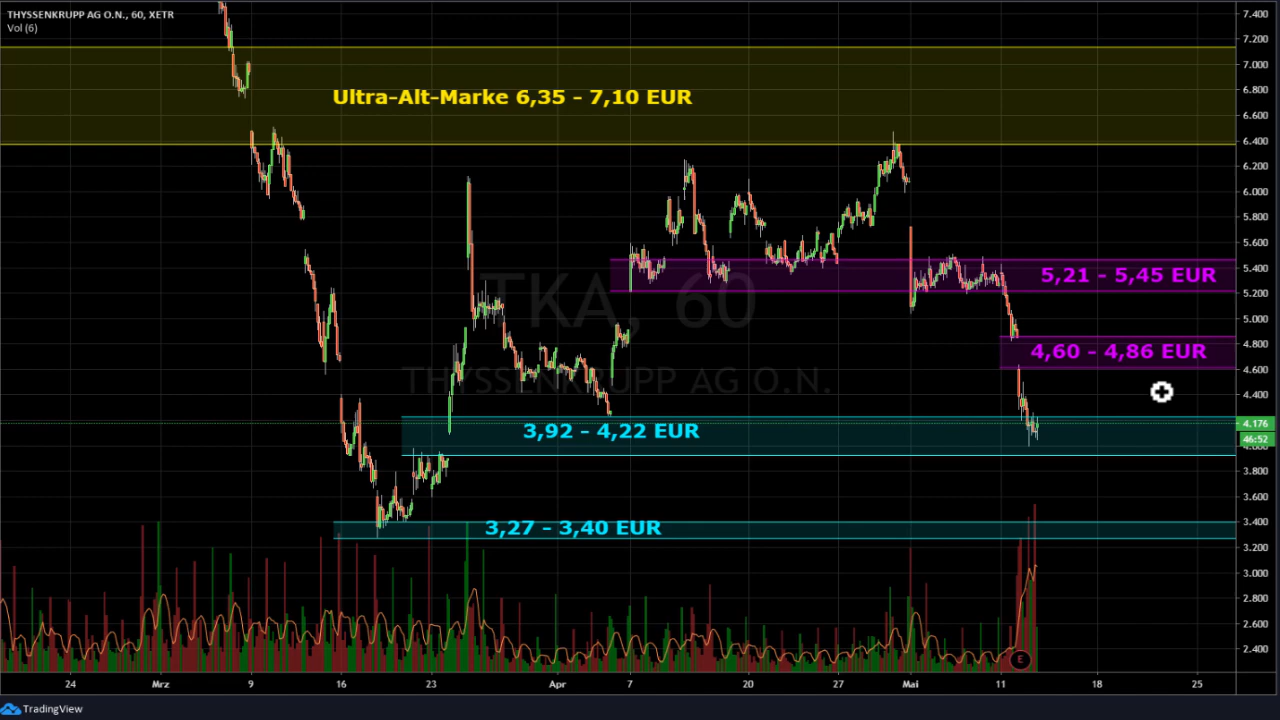 THYSSENKRUPP AG O.N., 60, XETR
Vol (6)
7.400
7.200
7.000
Ultra-Alt-Marke 6,35 - 7,10 EUR
6.800
6.600
6.400
6.200
6.000
5.800
5.600
5.400
5,21 - 5,45 EUR
5.200
TKA, 60
5.000
4.800
4,60 - 4,86 EUR
4.600
THYSSENKRUPP AG O.N.
4.400
4.176
3,92 - 4,22 EUR
46:52
4.000
3.800
3.600
3.400
3,27 - 3,40 EUR
3.200
3.000
2.800
2.600
E
2.400
24 Mrz 9 16 23 Apr 7 20 27 Mai 11 18 25
TradingView